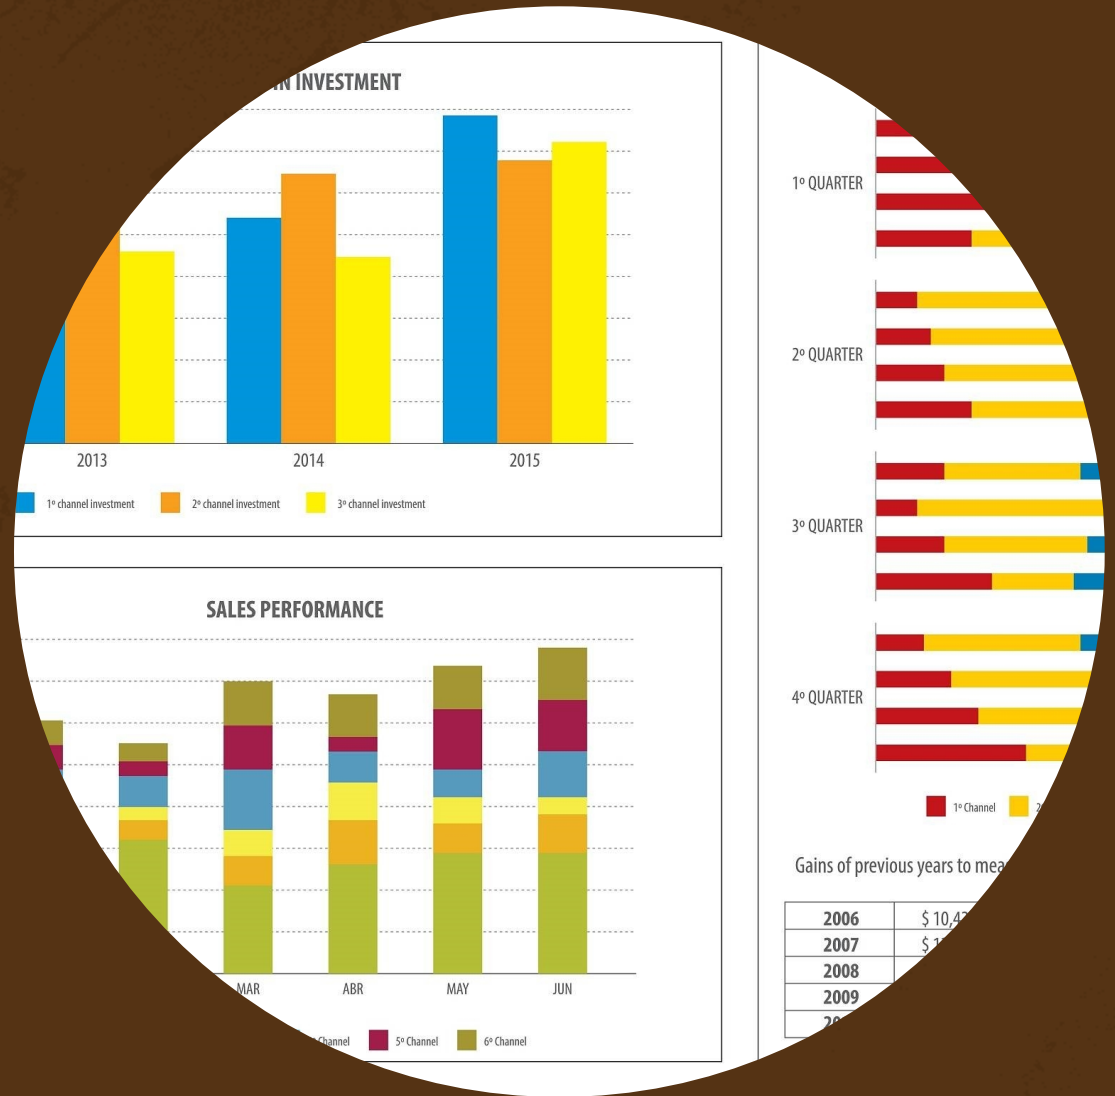 INVESTMENT
2013
2014
2015
1º channel investment
2º channel investment
3º channel investment
SALES PERFORMANCE
MAR
ABR
MAY
JUN
Channel
5º Channel
6º Channel
1º QUARTER
2º QUARTER
3º QUARTER
4º QUARTER
1º Channel
Gains of previous years to
2006 $ 10,4
2007 $
2008
2009